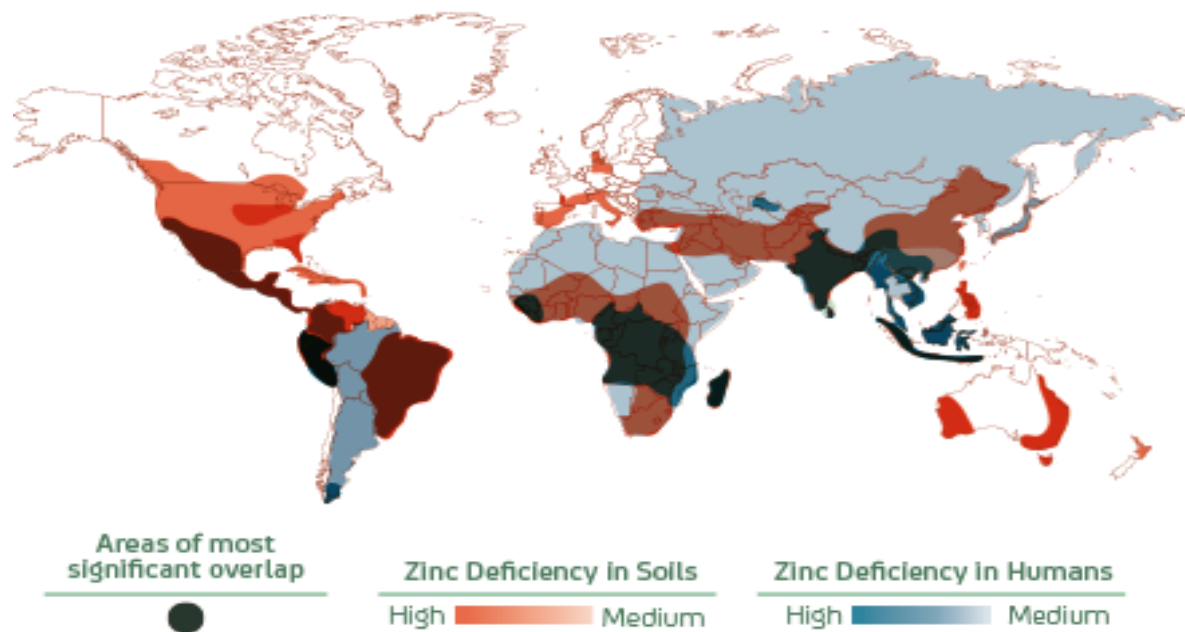 Areas of most
significant overlap
Zinc Deficiency in Soils
High Medium
Zinc Deficiency in Humans
High Medium